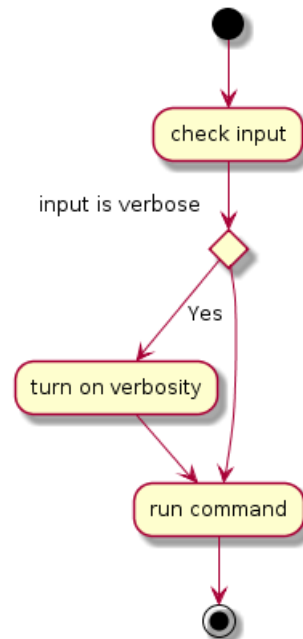 check input
input is verbose
Yes
turn on verbosity
run command